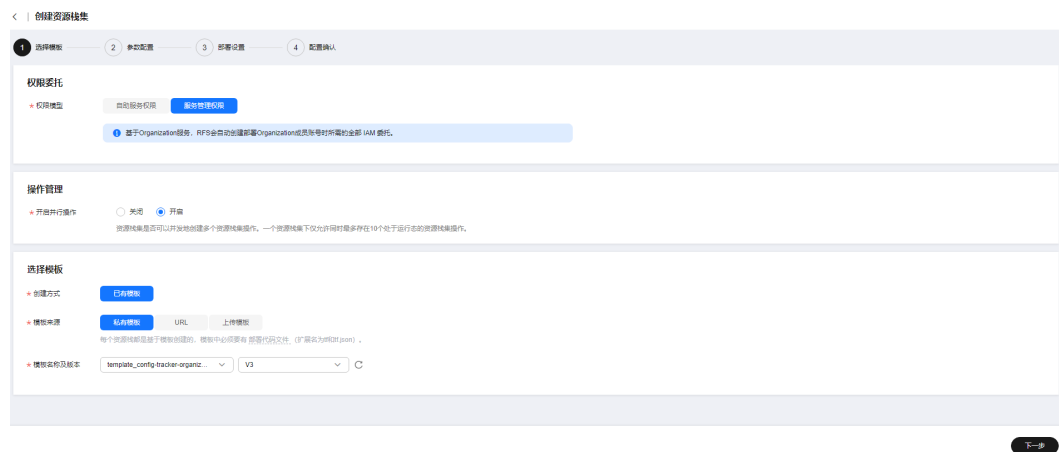 创建资源栈集
1 选择模板 2 参数配置 3 部署设置 4 配置确认
权限委托
* 权限模型 自助服务权限 服务管理权限
基于Organization服务，RFS会自动创建部署Organization成员账号时所需的全部 IAM 委托。
操作管理
* 开启并行操作 关闭 开启
资源栈集是否可以并发地创建多个资源栈集操作。一个资源栈集下仅允许同时最多存在10个处于运行态的资源栈集操作。
选择模板
* 创建方式 已有模板
* 模板来源 私有模板 URL 上传模板
每个资源栈都是基于模板创建的，模板中必须要有 部署代码文件 （扩展名为tf和tf.json）。
* 模板名称及版本 template_config-tracker-organiz... V3
下一步